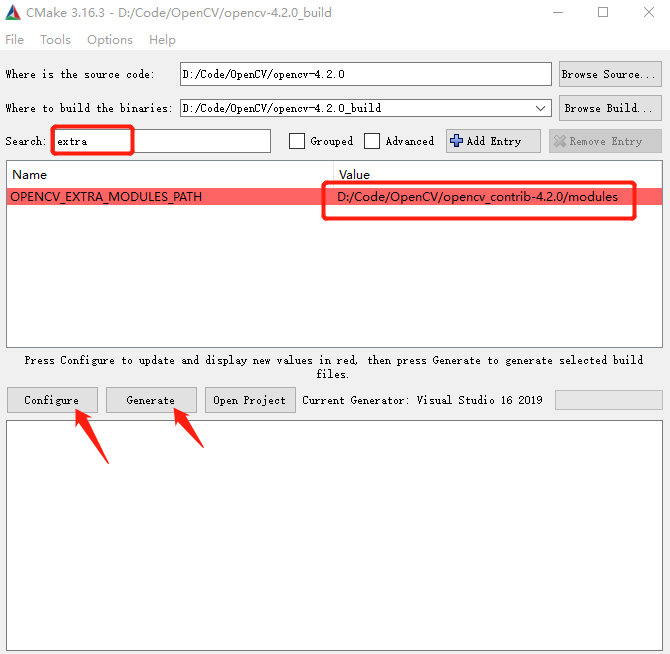 CMake 3.16.3 - D:/Code/OpenCV/opencv-4.2.0_build
File Tools Options Help
Where is the source code: D:/Code/OpenCV/opencv-4.2.0 Browse Source...
Where to build the binaries: D:/Code/OpenCV/opencv-4.2.0_build Browse Build...
Search: extra Grouped Advanced Add Entry Remove Entry
Name Value
OPENCV_EXTRA_MODULES_PATH D:/Code/OpenCV/opencv_contrib-4.2.0/modules
Press Configure to update and display new values in red, then press Generate to generate selected build
files.
Configure Generate Open Project Current Generator: Visual Studio 16 2019